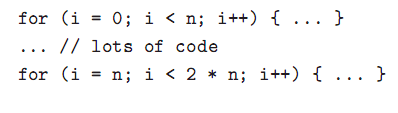 for (i = 0; i < n; i++) { ... }
... // lots of code
for (i = n; i < 2 * n; i++) { ... }